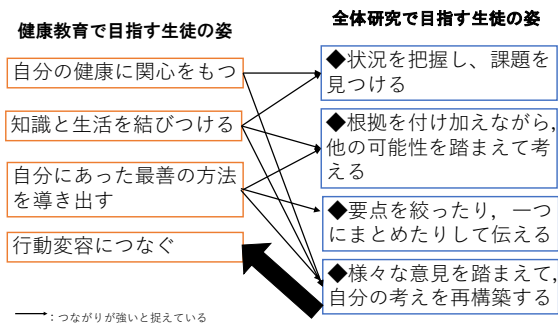 健康教育で目指す生徒の姿
自分の健康に関心をもつ
知識と生活を結びつける
自分にあった最善の方法
を導き出す
行動変容につなぐ
:つながりが強いと捉えている
全体研究で目指す生徒の姿
◆状況を把握し、課題を
見つける
◆根拠を付け加えながら,
他の可能性を踏まえて考
える
◆要点を絞ったり，一つ
にまとめたりして伝える
◆様々な意見を踏まえて,
自分の考えを再構築する